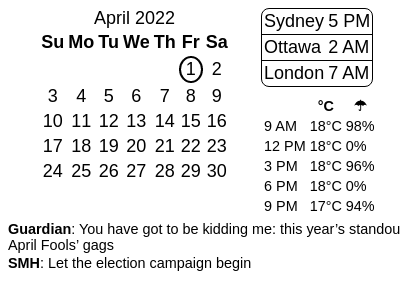 April 2022
Su Mo Tu We Th Fr Sa
1 2
3 4 5 6 7 8 9
10 11 12 13 14 15 16
17 18 19 20 21 22 23
24 25 26 27 28 29 30
Sydney 5 PM
Ottawa 2 AM
London 7 AM
°C ☂
9 AM 18°C 98%
12 PM 18°C 0%
3 PM 18°C 96%
6 PM 18°C 0%
9 PM 17°C 94%
Guardian: You have got to be kidding me: this year’s standou
April Fools’ gags
SMH: Let the election campaign begin